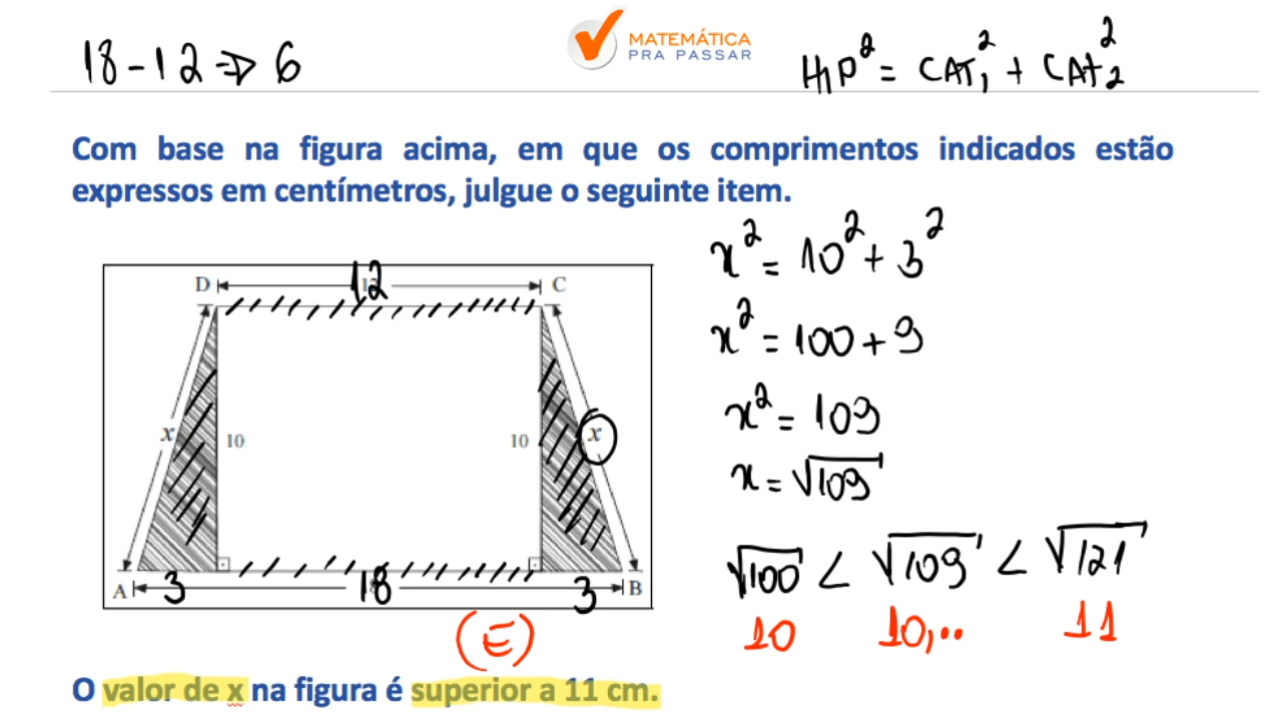 18-12 => 6
MATEMÁTICA
PRA PASSAR
HIP² = CAT₁² + CAT₂²
Com base na figura acima, em que os comprimentos indicados estão
expressos em centímetros, julgue o seguinte item.
x² = 10² + 3²
D 12 C
x² = 100 + 9
x² = 109
x 10 10 x
x = √109
√100 < √109 < √121
A 3 18 3 B
10 10,.. 11
(E)
O valor de x na figura é superior a 11 cm.